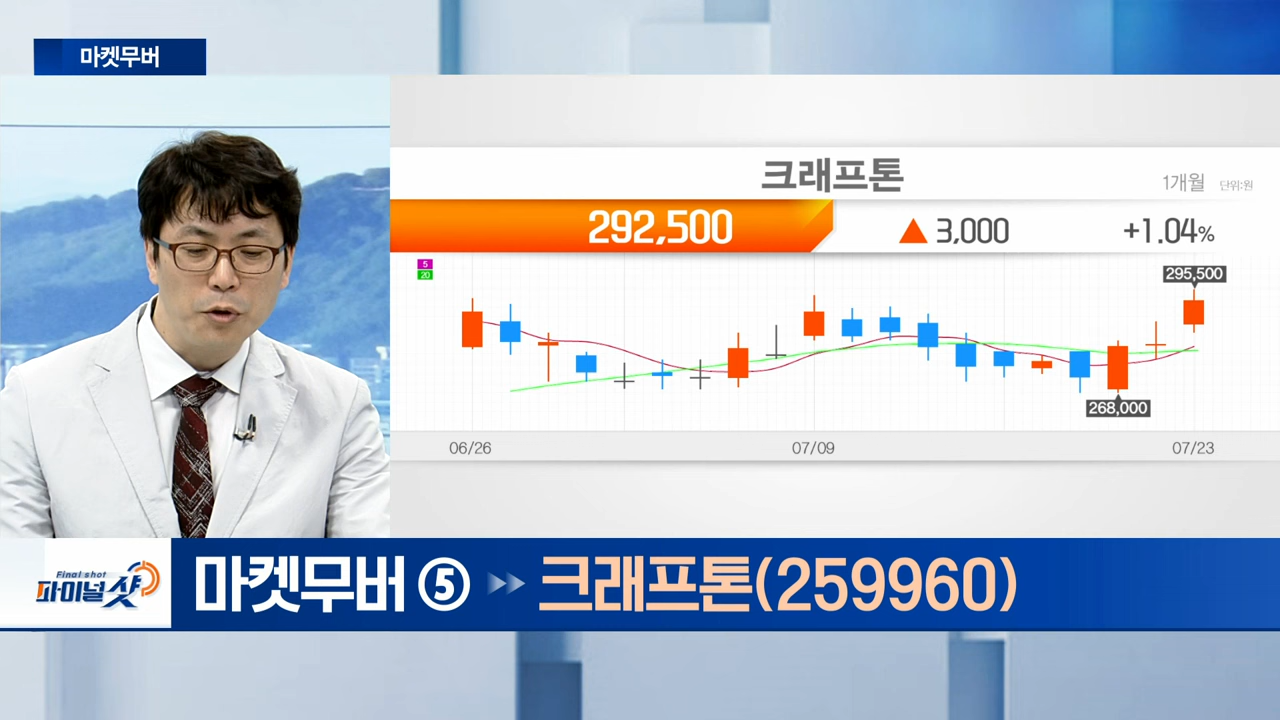 마켓무버
크래프톤
1개월 단위:원
292,500 ▲ 3,000 +1.04%
5
20
295,500
268,000
06/26 07/09 07/23
Final shot
파이널샷
마켓무버 ⑤ 크래프톤(259960)